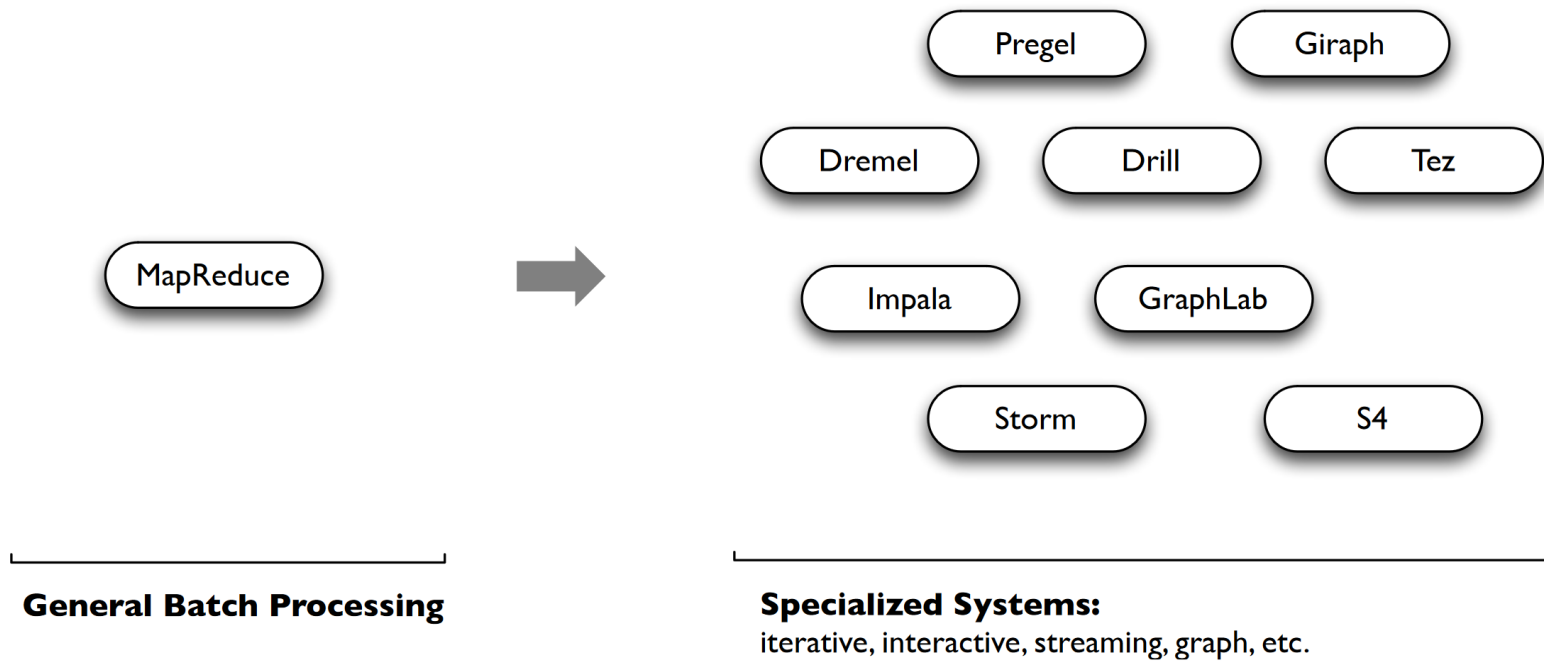 Pregel
Giraph
Dremel
Drill
Tez
MapReduce
Impala
GraphLab
Storm
S4
General Batch Processing
Specialized Systems:
iterative, interactive, streaming, graph, etc.